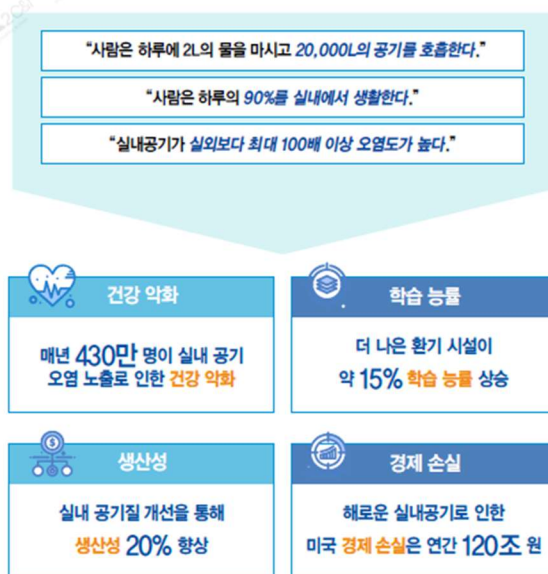 “사람은 하루에 2L의 물을 마시고 20,000L의 공기를 호흡한다.”
“사람은 하루의 90%를 실내에서 생활한다.”
“실내공기가 실외보다 최대 100배 이상 오염도가 높다.”
건강 악화
매년 430만 명이 실내 공기
오염 노출로 인한 건강 악화
학습 능률
더 나은 환기 시설이
약 15% 학습 능률 상승
생산성
실내 공기질 개선을 통해
생산성 20% 향상
경제 손실
해로운 실내공기로 인한
미국 경제 손실은 연간 120조 원